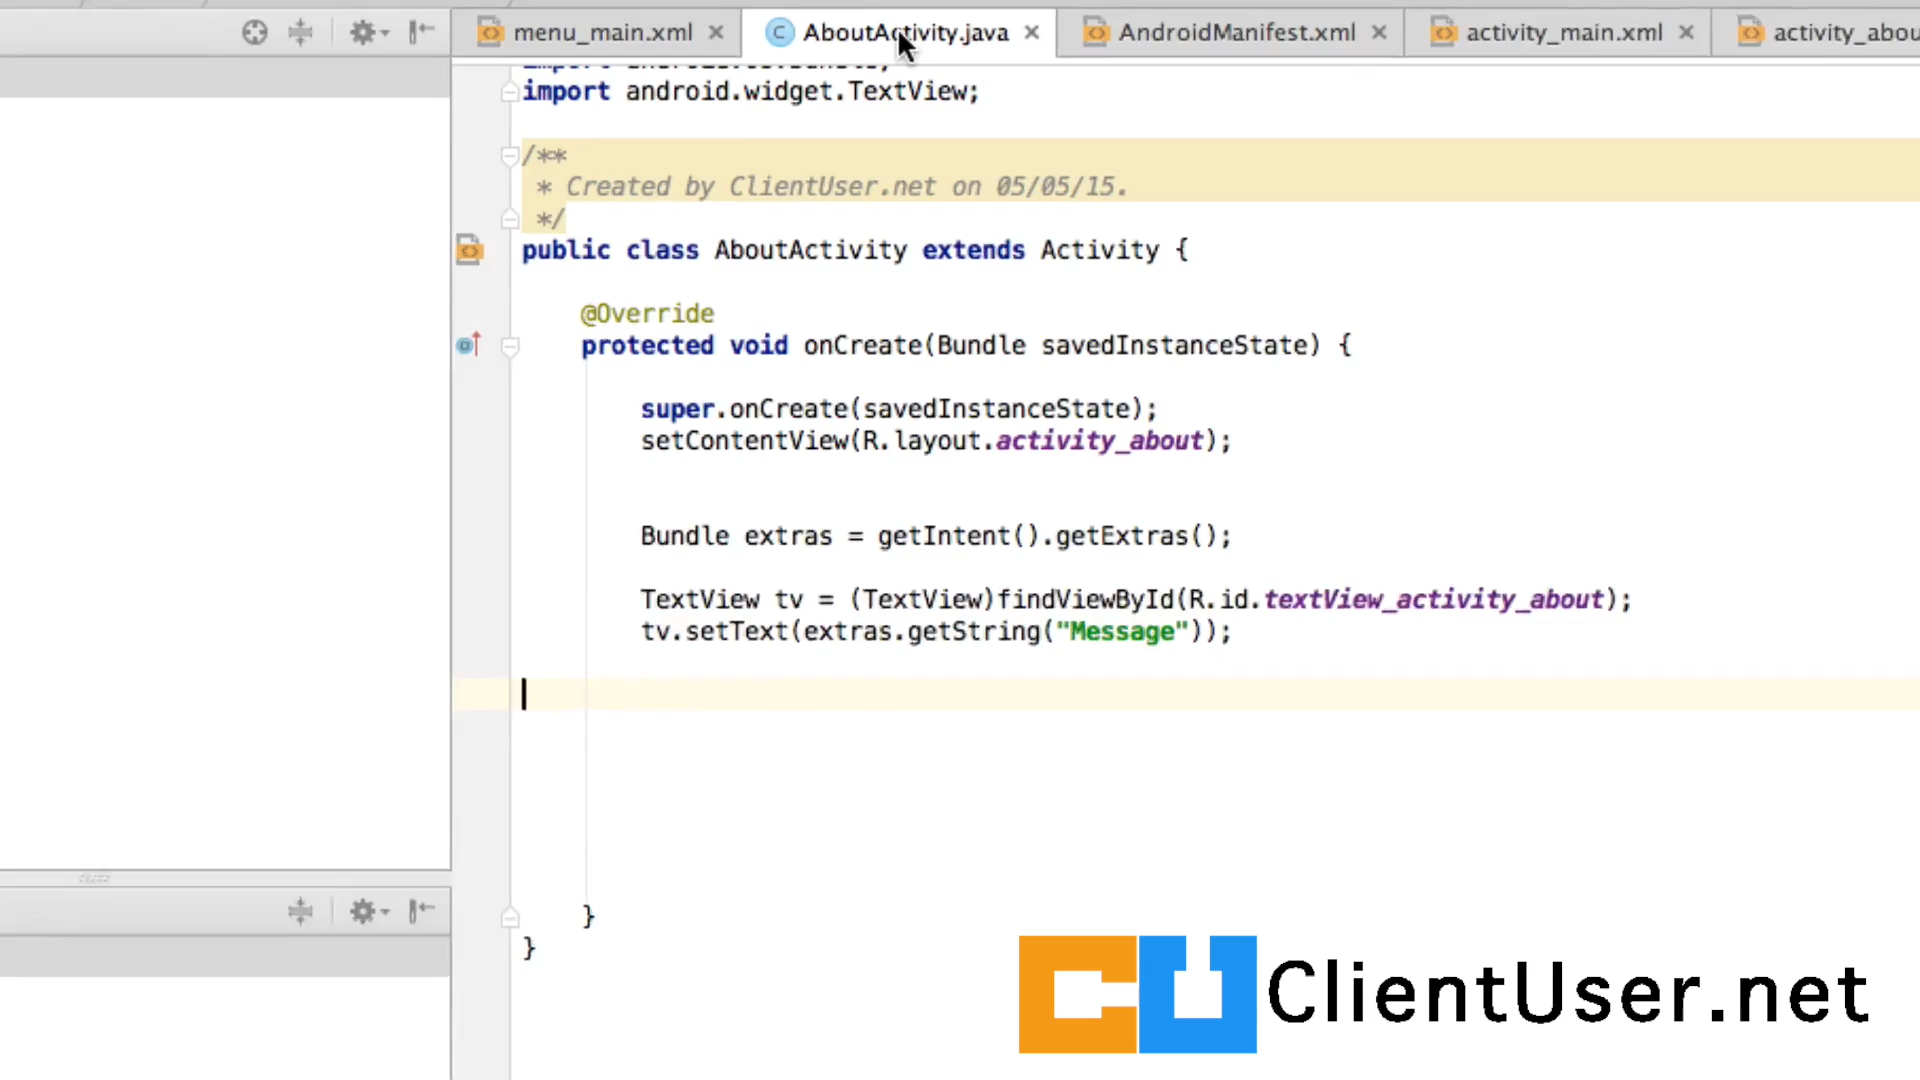 menu_main.xml
AboutActivity.java
AndroidManifest.xml
activity_main.xml
activity_abou
import android.widget.TextView;
/**
* Created by ClientUser.net on 05/05/15.
*/
public class AboutActivity extends Activity {
@Override
protected void onCreate(Bundle savedInstanceState) {
super.onCreate(savedInstanceState);
setContentView(R.layout.activity_about);
Bundle extras = getIntent().getExtras();
TextView tv = (TextView)findViewById(R.id.textView_activity_about);
tv.setText(extras.getString("Message"));
}
}
ClientUser.net